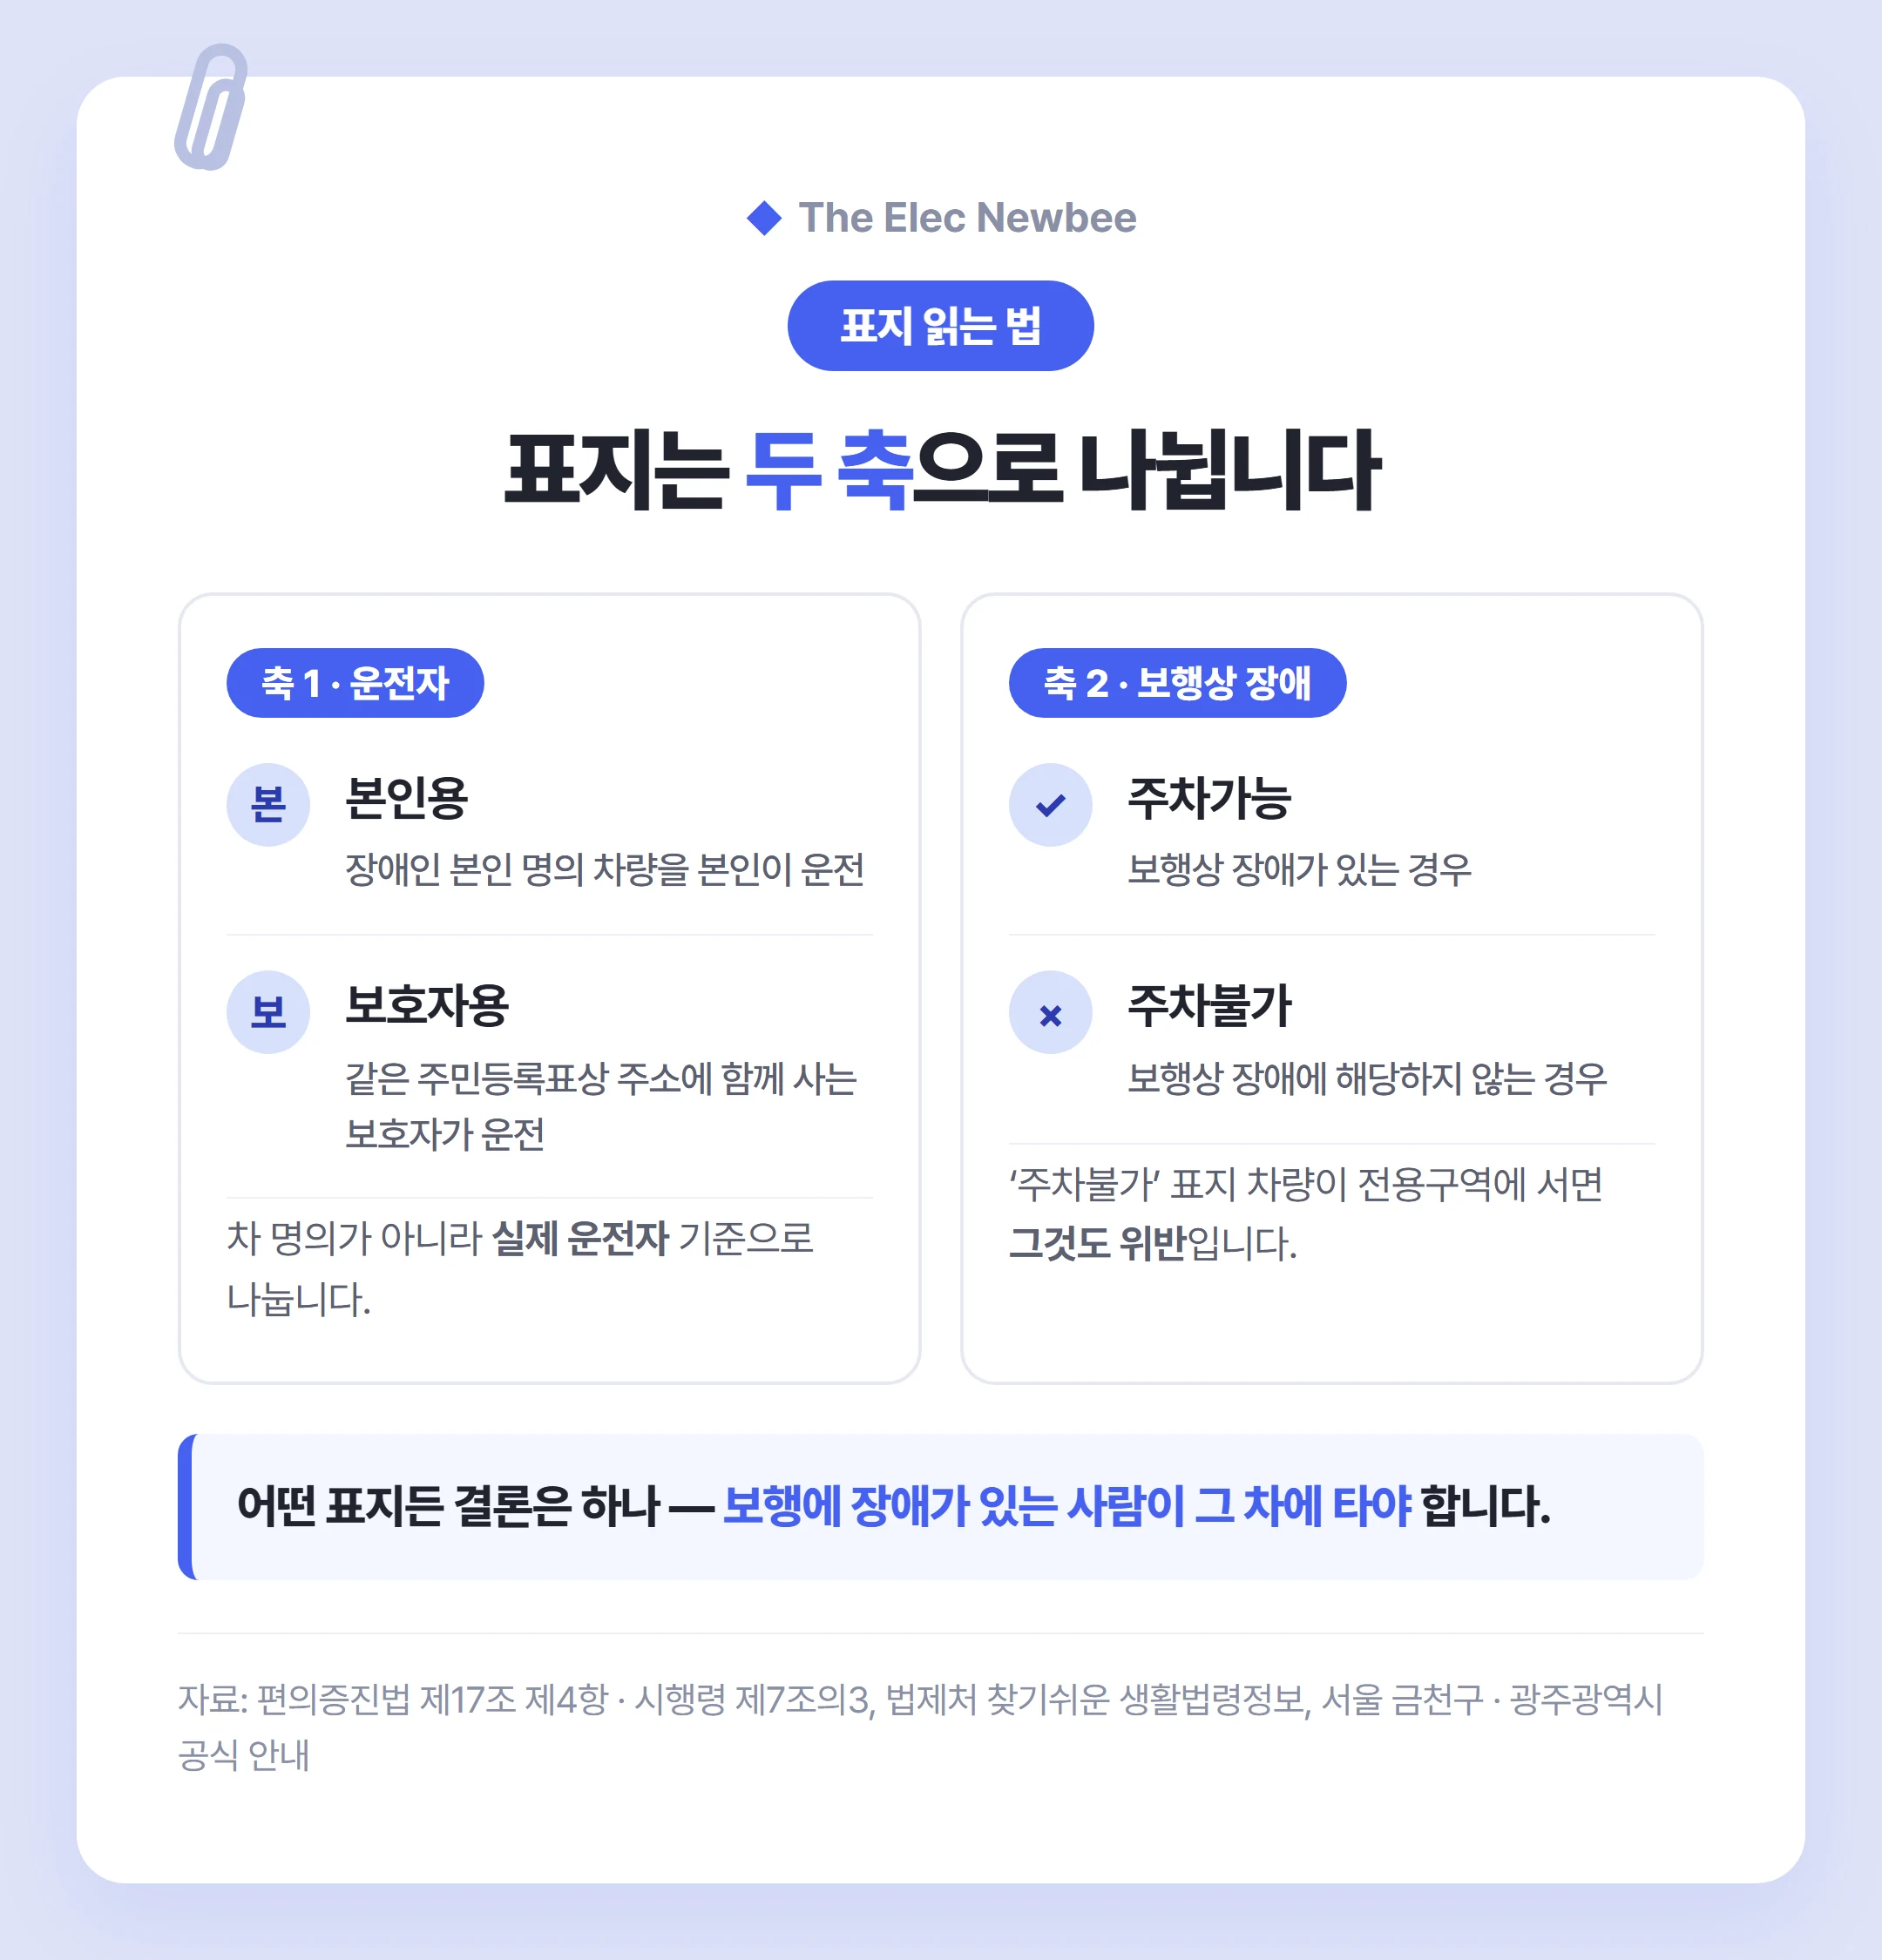 The Elec Newbee
표지 읽는 법
표지는 두 축으로 나뉩니다
축 1 · 운전자
본
본인용
장애인 본인 명의 차량을 본인이 운전
보
보호자용
같은 주민등록표상 주소에 함께 사는
보호자가 운전
차 명의가 아니라 실제 운전자 기준으로
나눕니다.
축 2 · 보행상 장애
주차가능
보행상 장애가 있는 경우
주차불가
보행상 장애에 해당하지 않는 경우
‘주차불가’ 표지 차량이 전용구역에 서면
그것도 위반입니다.
어떤 표지든 결론은 하나 — 보행에 장애가 있는 사람이 그 차에 타야 합니다.
자료: 편의증진법 제17조 제4항 · 시행령 제7조의3, 법제처 찾기쉬운 생활법령정보, 서울 금천구 · 광주광역시
공식 안내